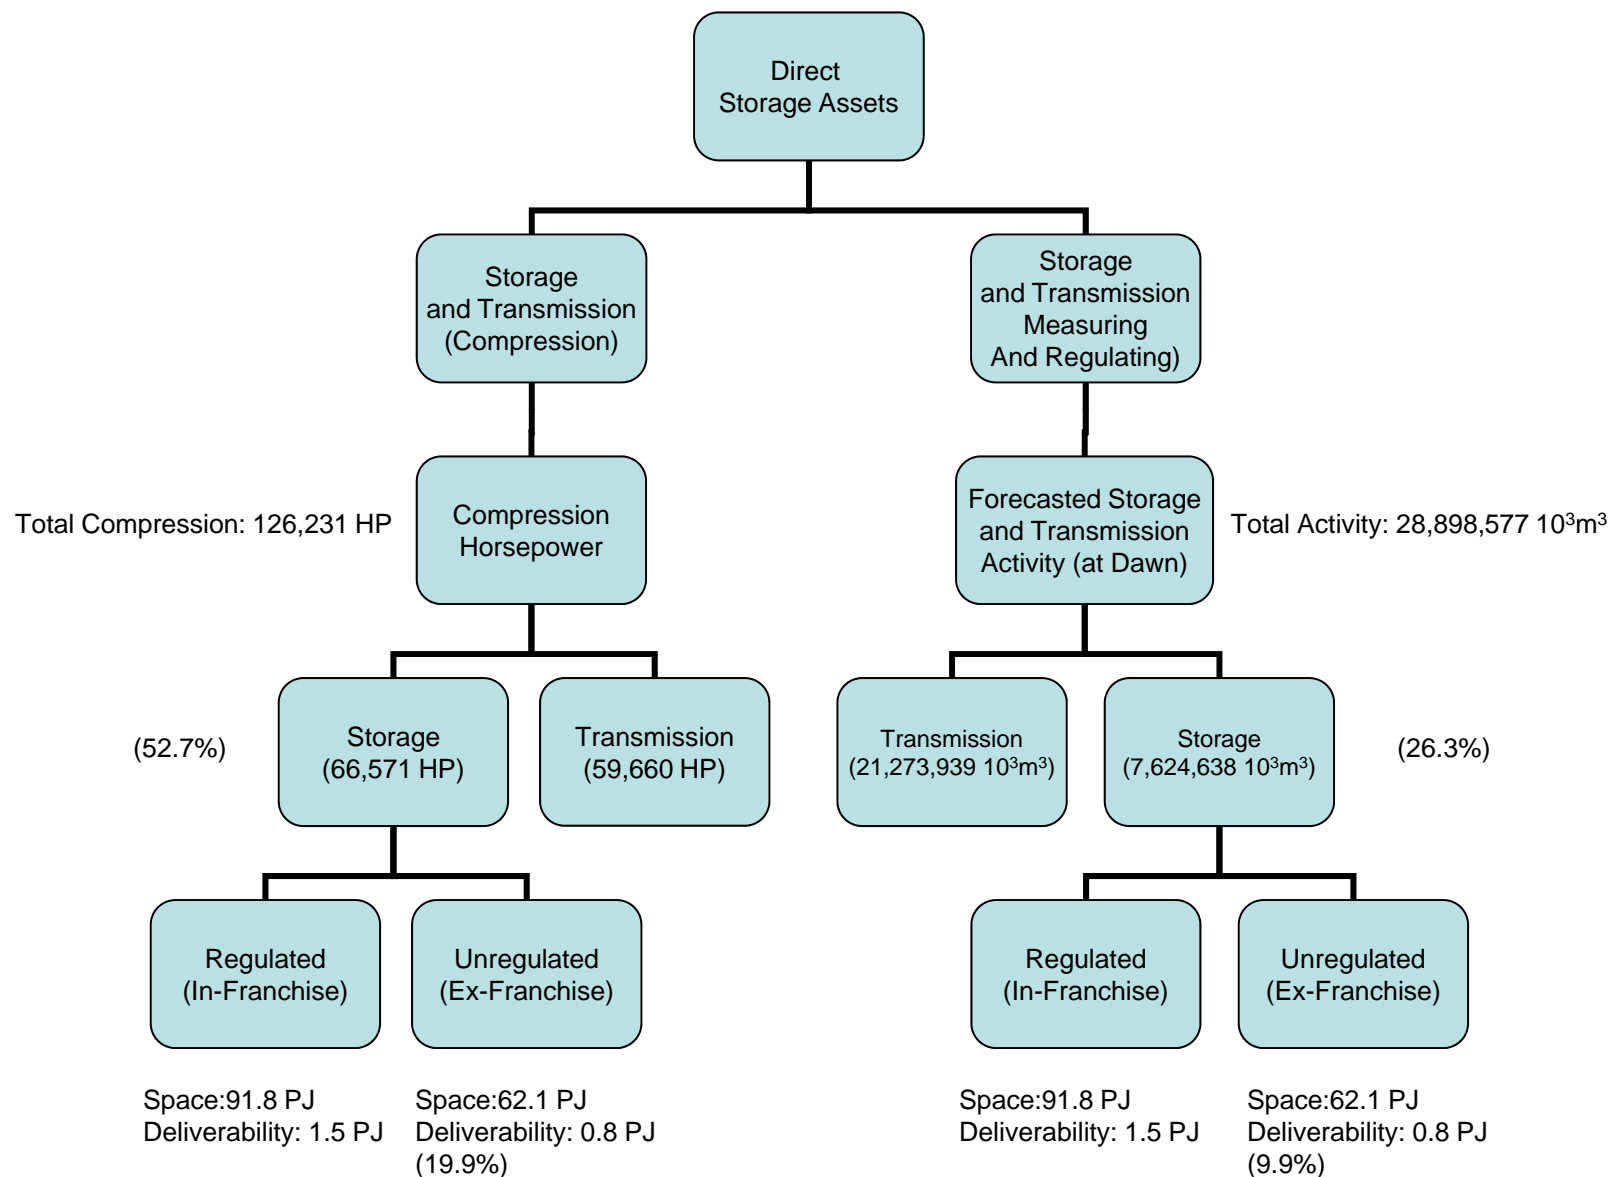 Direct
Storage Assets
Storage
and Transmission
(Compression)
Storage
and Transmission
Measuring
And Regulating)
Total Compression: 126,231 HP
Compression
Horsepower
Forecasted Storage
and Transmission
Activity (at Dawn)
Total Activity: 28,898,577 10³m³
(52.7%)
Storage
(66,571 HP)
Transmission
(59,660 HP)
Transmission
(21,273,939 10³m³)
Storage
(7,624,638 10³m³)
(26.3%)
Regulated
(In-Franchise)
Unregulated
(Ex-Franchise)
Regulated
(In-Franchise)
Unregulated
(Ex-Franchise)
Space:91.8 PJ
Deliverability: 1.5 PJ
Space:62.1 PJ
Deliverability: 0.8 PJ
(19.9%)
Space:91.8 PJ
Deliverability: 1.5 PJ
Space:62.1 PJ
Deliverability: 0.8 PJ
(9.9%)